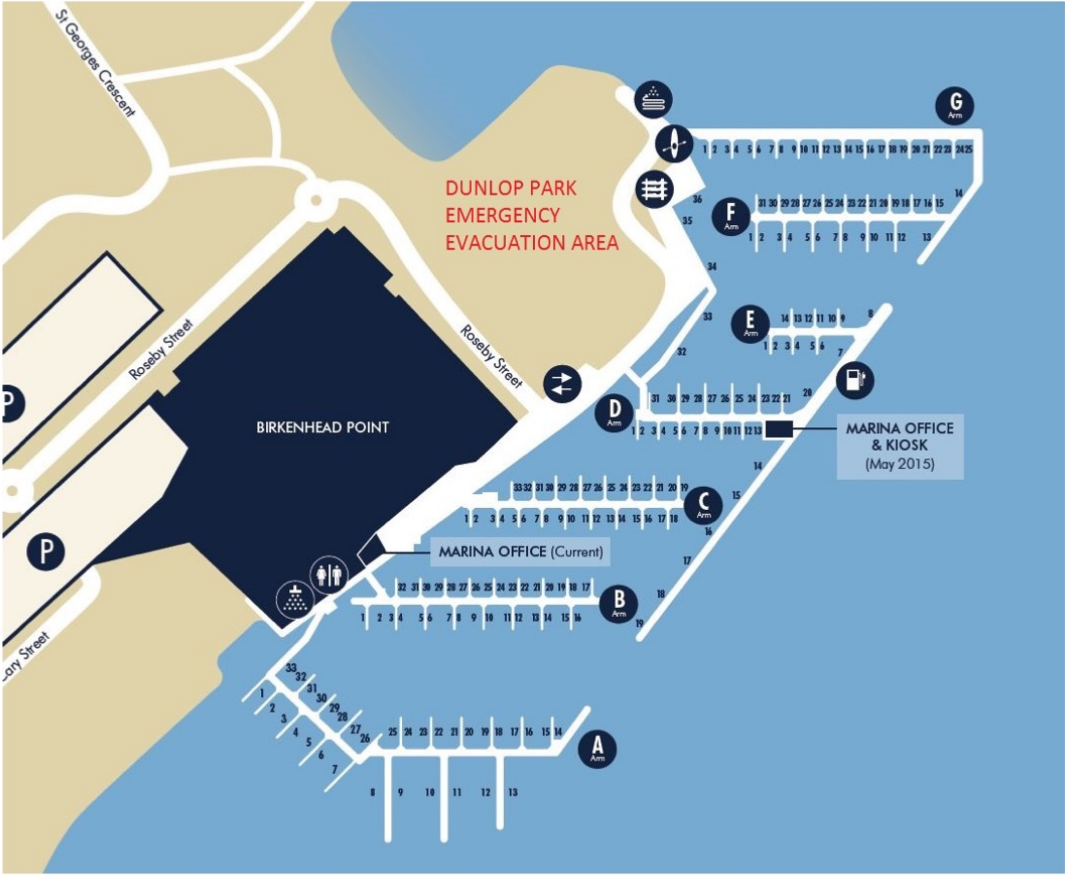 St Georges Crescent
G
Arm
1 2 3 4 5 6 7 8 9 10 11 12 13 14 15 16 17 18 19 20 21 22 23 24 25
DUNLOP PARK
EMERGENCY
EVACUATION AREA
36
35
34
33
32
14
F
Arm
31 30 29 28 27 26 25 24 23 22 21 20 19 18 17 16 15
1 2 3 4 5 6 7 8 9 10 11 12 13
E
Arm
14 13 12 11 10 9 8
1 2 3 4 5 6 7
Roseby Street
Roseby Street
P
D
Arm
31 30 29 28 27 26 25 24 23 22 21 20
1 2 3 4 5 6 7 8 9 10 11 12 13
14
15
16
17
18
19
BIRKENHEAD POINT
MARINA OFFICE
& KIOSK
(May 2015)
33 32 31 30 29 28 27 26 25 24 23 22 21 20 19
C
Arm
1 2 3 4 5 6 7 8 9 10 11 12 13 14 15 16 17 18
P
MARINA OFFICE (Current)
32 31 30 29 28 27 26 25 24 23 22 21 20 19 18 17
B
Arm
1 2 3 4 5 6 7 8 9 10 11 12 13 14 15 16
Street
33
32
31
30
29
28
27
26
1
2
3
4
5
6
7
25 24 23 22 21 20 19 18 17 16 15 14
A
Arm
8 9 10 11 12 13